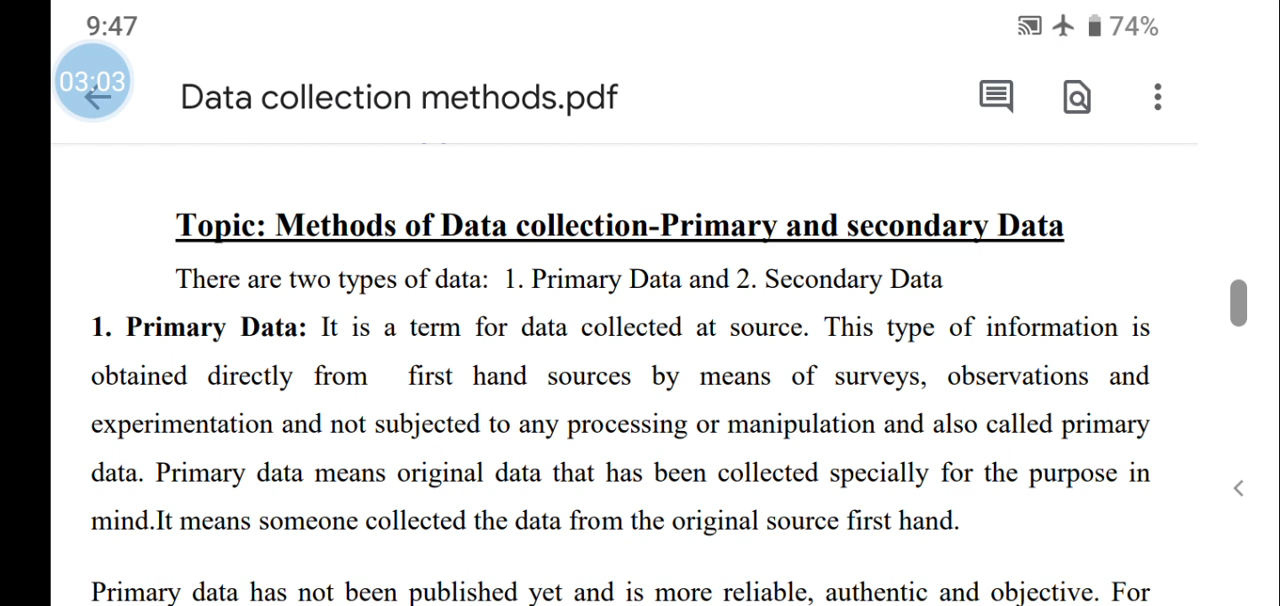 9:47
74%
03:03
Data collection methods.pdf
Topic: Methods of Data collection-Primary and secondary Data
There are two types of data: 1. Primary Data and 2. Secondary Data
1. Primary Data: It is a term for data collected at source. This type of information is
obtained directly from first hand sources by means of surveys, observations and
experimentation and not subjected to any processing or manipulation and also called primary
data. Primary data means original data that has been collected specially for the purpose in
mind.It means someone collected the data from the original source first hand.
Primary data has not been published yet and is more reliable, authentic and objective. For